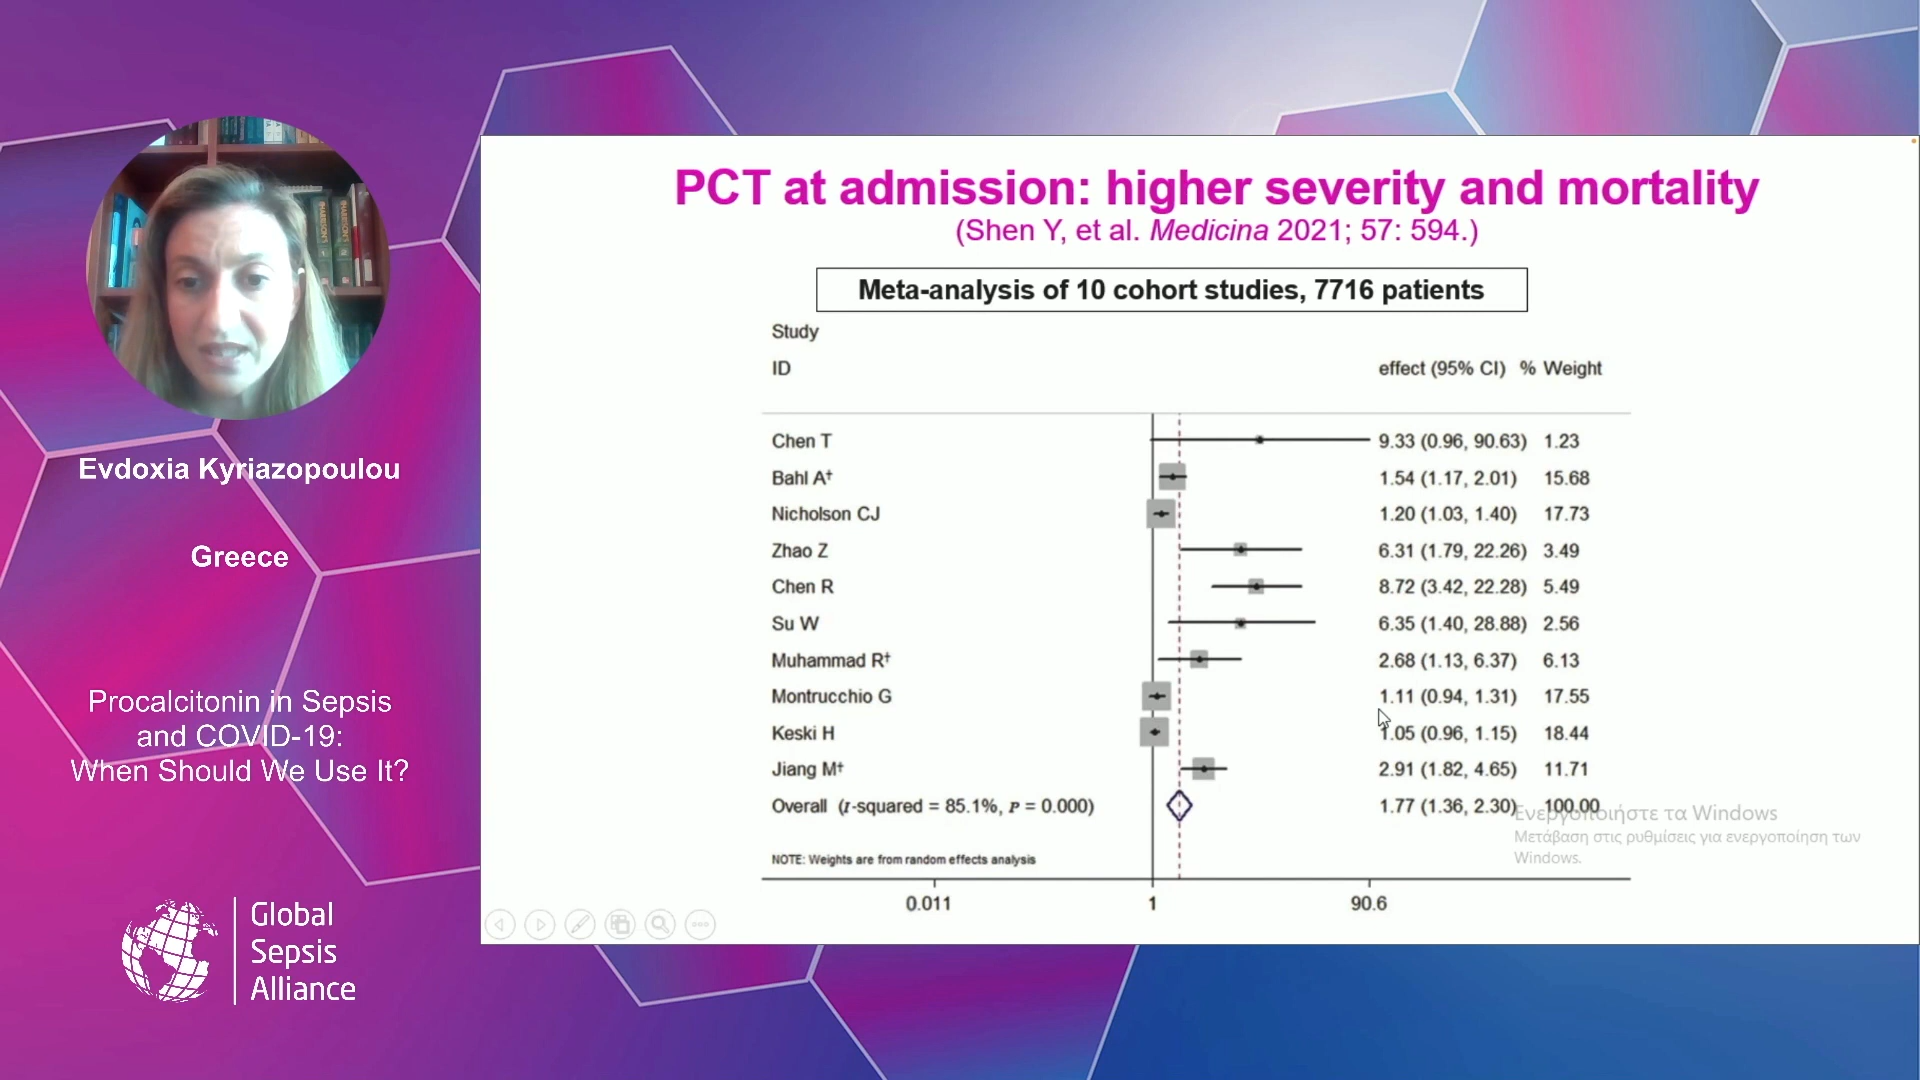 PCT at admission: higher severity and mortality
(Shen Y, et al. Medicina 2021; 57: 594.)
Meta-analysis of 10 cohort studies, 7716 patients
Study
ID effect (95% CI) % Weight
Chen T 9.33 (0.96, 90.63) 1.23
Bahl A† 1.54 (1.17, 2.01) 15.68
Nicholson CJ 1.20 (1.03, 1.40) 17.73
Zhao Z 6.31 (1.79, 22.26) 3.49
Chen R 8.72 (3.42, 22.28) 5.49
Su W 6.35 (1.40, 28.88) 2.56
Muhammad R† 2.68 (1.13, 6.37) 6.13
Montrucchio G 1.11 (0.94, 1.31) 17.55
Keski H 1.05 (0.96, 1.15) 18.44
Jiang M† 2.91 (1.82, 4.65) 11.71
Overall (I-squared = 85.1%, P = 0.000) 1.77 (1.36, 2.30) 100.00
NOTE: Weights are from random effects analysis
0.011 1 90.6
Ενεργοποιήστε τα Windows
Μετάβαση στις ρυθμίσεις για ενεργοποίηση των
Windows.
Evdoxia Kyriazopoulou
Greece
Procalcitonin in Sepsis
and COVID-19:
When Should We Use It?
Global
Sepsis
Alliance